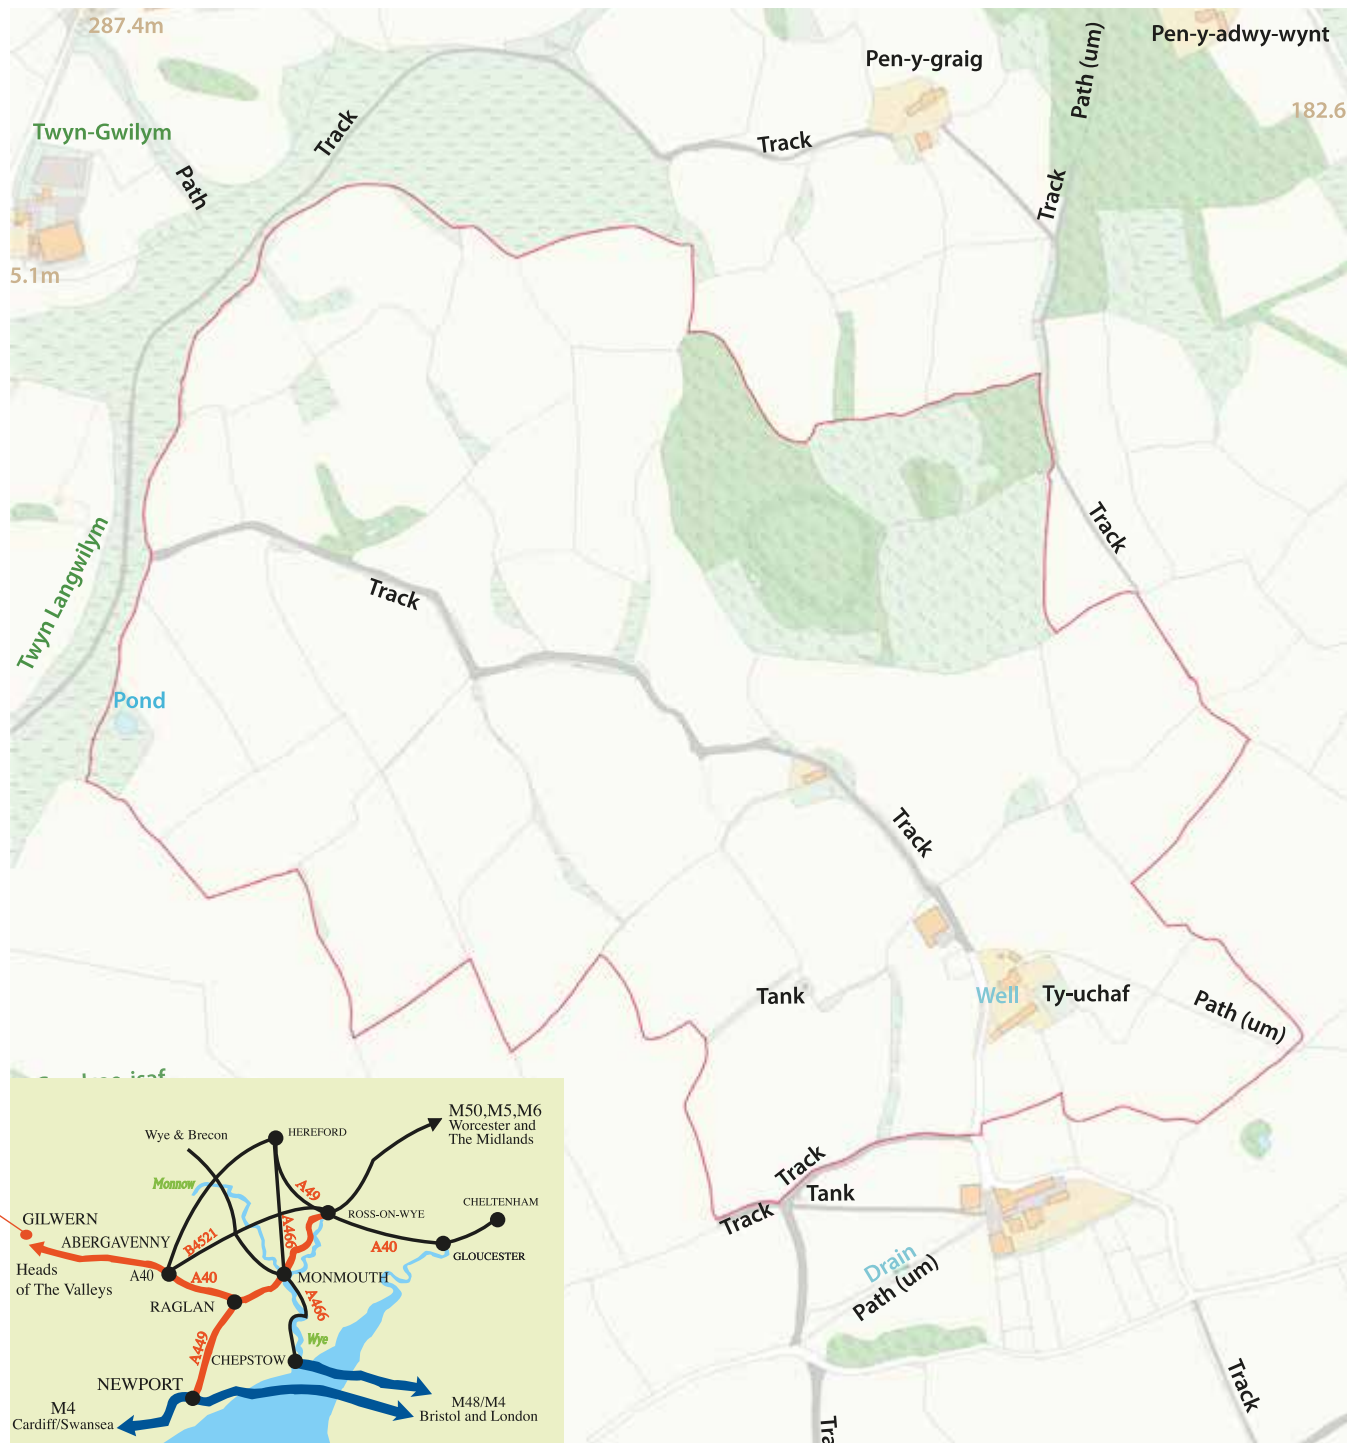 287.4m
Pen-y-adwy-wynt
Pen-y-graig
Path (um)
182.6
Twyn-Gwilym
Track
Track
Path
Track
5.1m
Track
Twyn Langwilym
Track
Pond
Track
Tank
Well
Ty-uchaf
Path (um)
Track
Tank
Track
Drain
Path (um)
Track
M50,M5,M6
Worcester and
The Midlands
Wye & Brecon
HEREFORD
Monnow
A49
CHELTENHAM
ROSS-ON-WYE
GILWERN
ABERGAVENNY
B4521
A466
A40
GLOUCESTER
Heads
of The Valleys
A40
A40
MONMOUTH
RAGLAN
A466
Wye
A449
CHEPSTOW
NEWPORT
M4
Cardiff/Swansea
M48/M4
Bristol and London